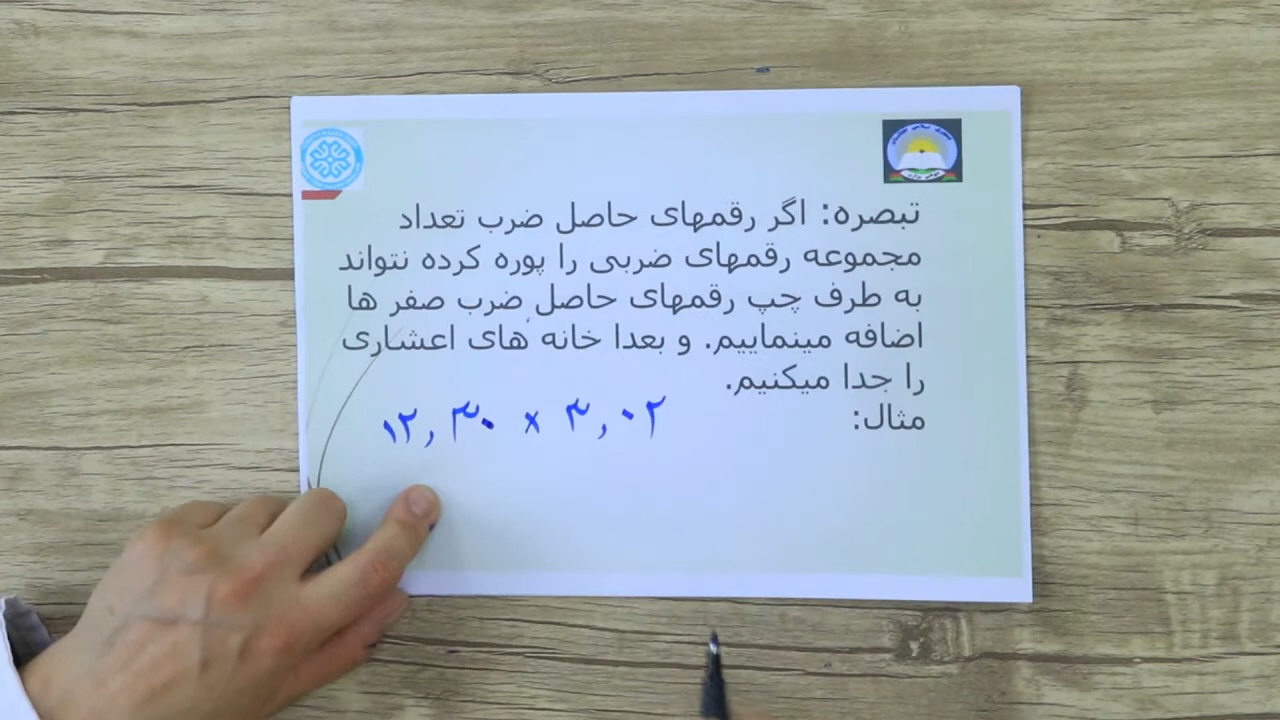 تبصره: اگر رقمهای حاصل ضرب تعداد
مجموعه رقمهای ضربی را پوره کرده نتواند
به طرف چپ رقمهای حاصل ضرب صفر ها
اضافه مینماییم. و بعدا خانه های اعشاری
را جدا میکنیم.
مثال:
۱۲,۳۰ × ۳,۰۲